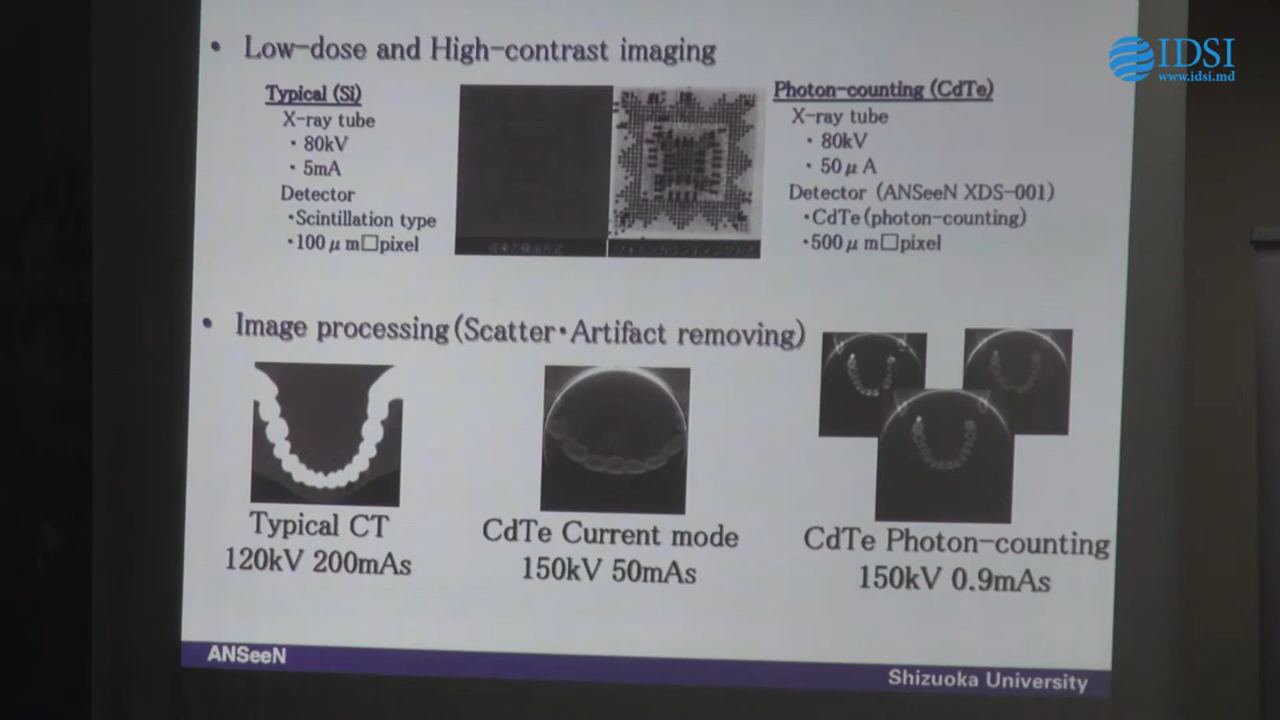 • Low-dose and High-contrast imaging
IDSI
www.idsi.md
Typical (Si)
X-ray tube
・80kV
・5mA
Detector
・Scintillation type
・100μm□pixel
Photon-counting (CdTe)
X-ray tube
・80kV
・50μA
Detector (ANSeeN XDS-001)
・CdTe(photon-counting)
・500μm□pixel
• Image processing(Scatter・Artifact removing)
Typical CT
120kV 200mAs
CdTe Current mode
150kV 50mAs
CdTe Photon-counting
150kV 0.9mAs
ANSeeN
Shizuoka University